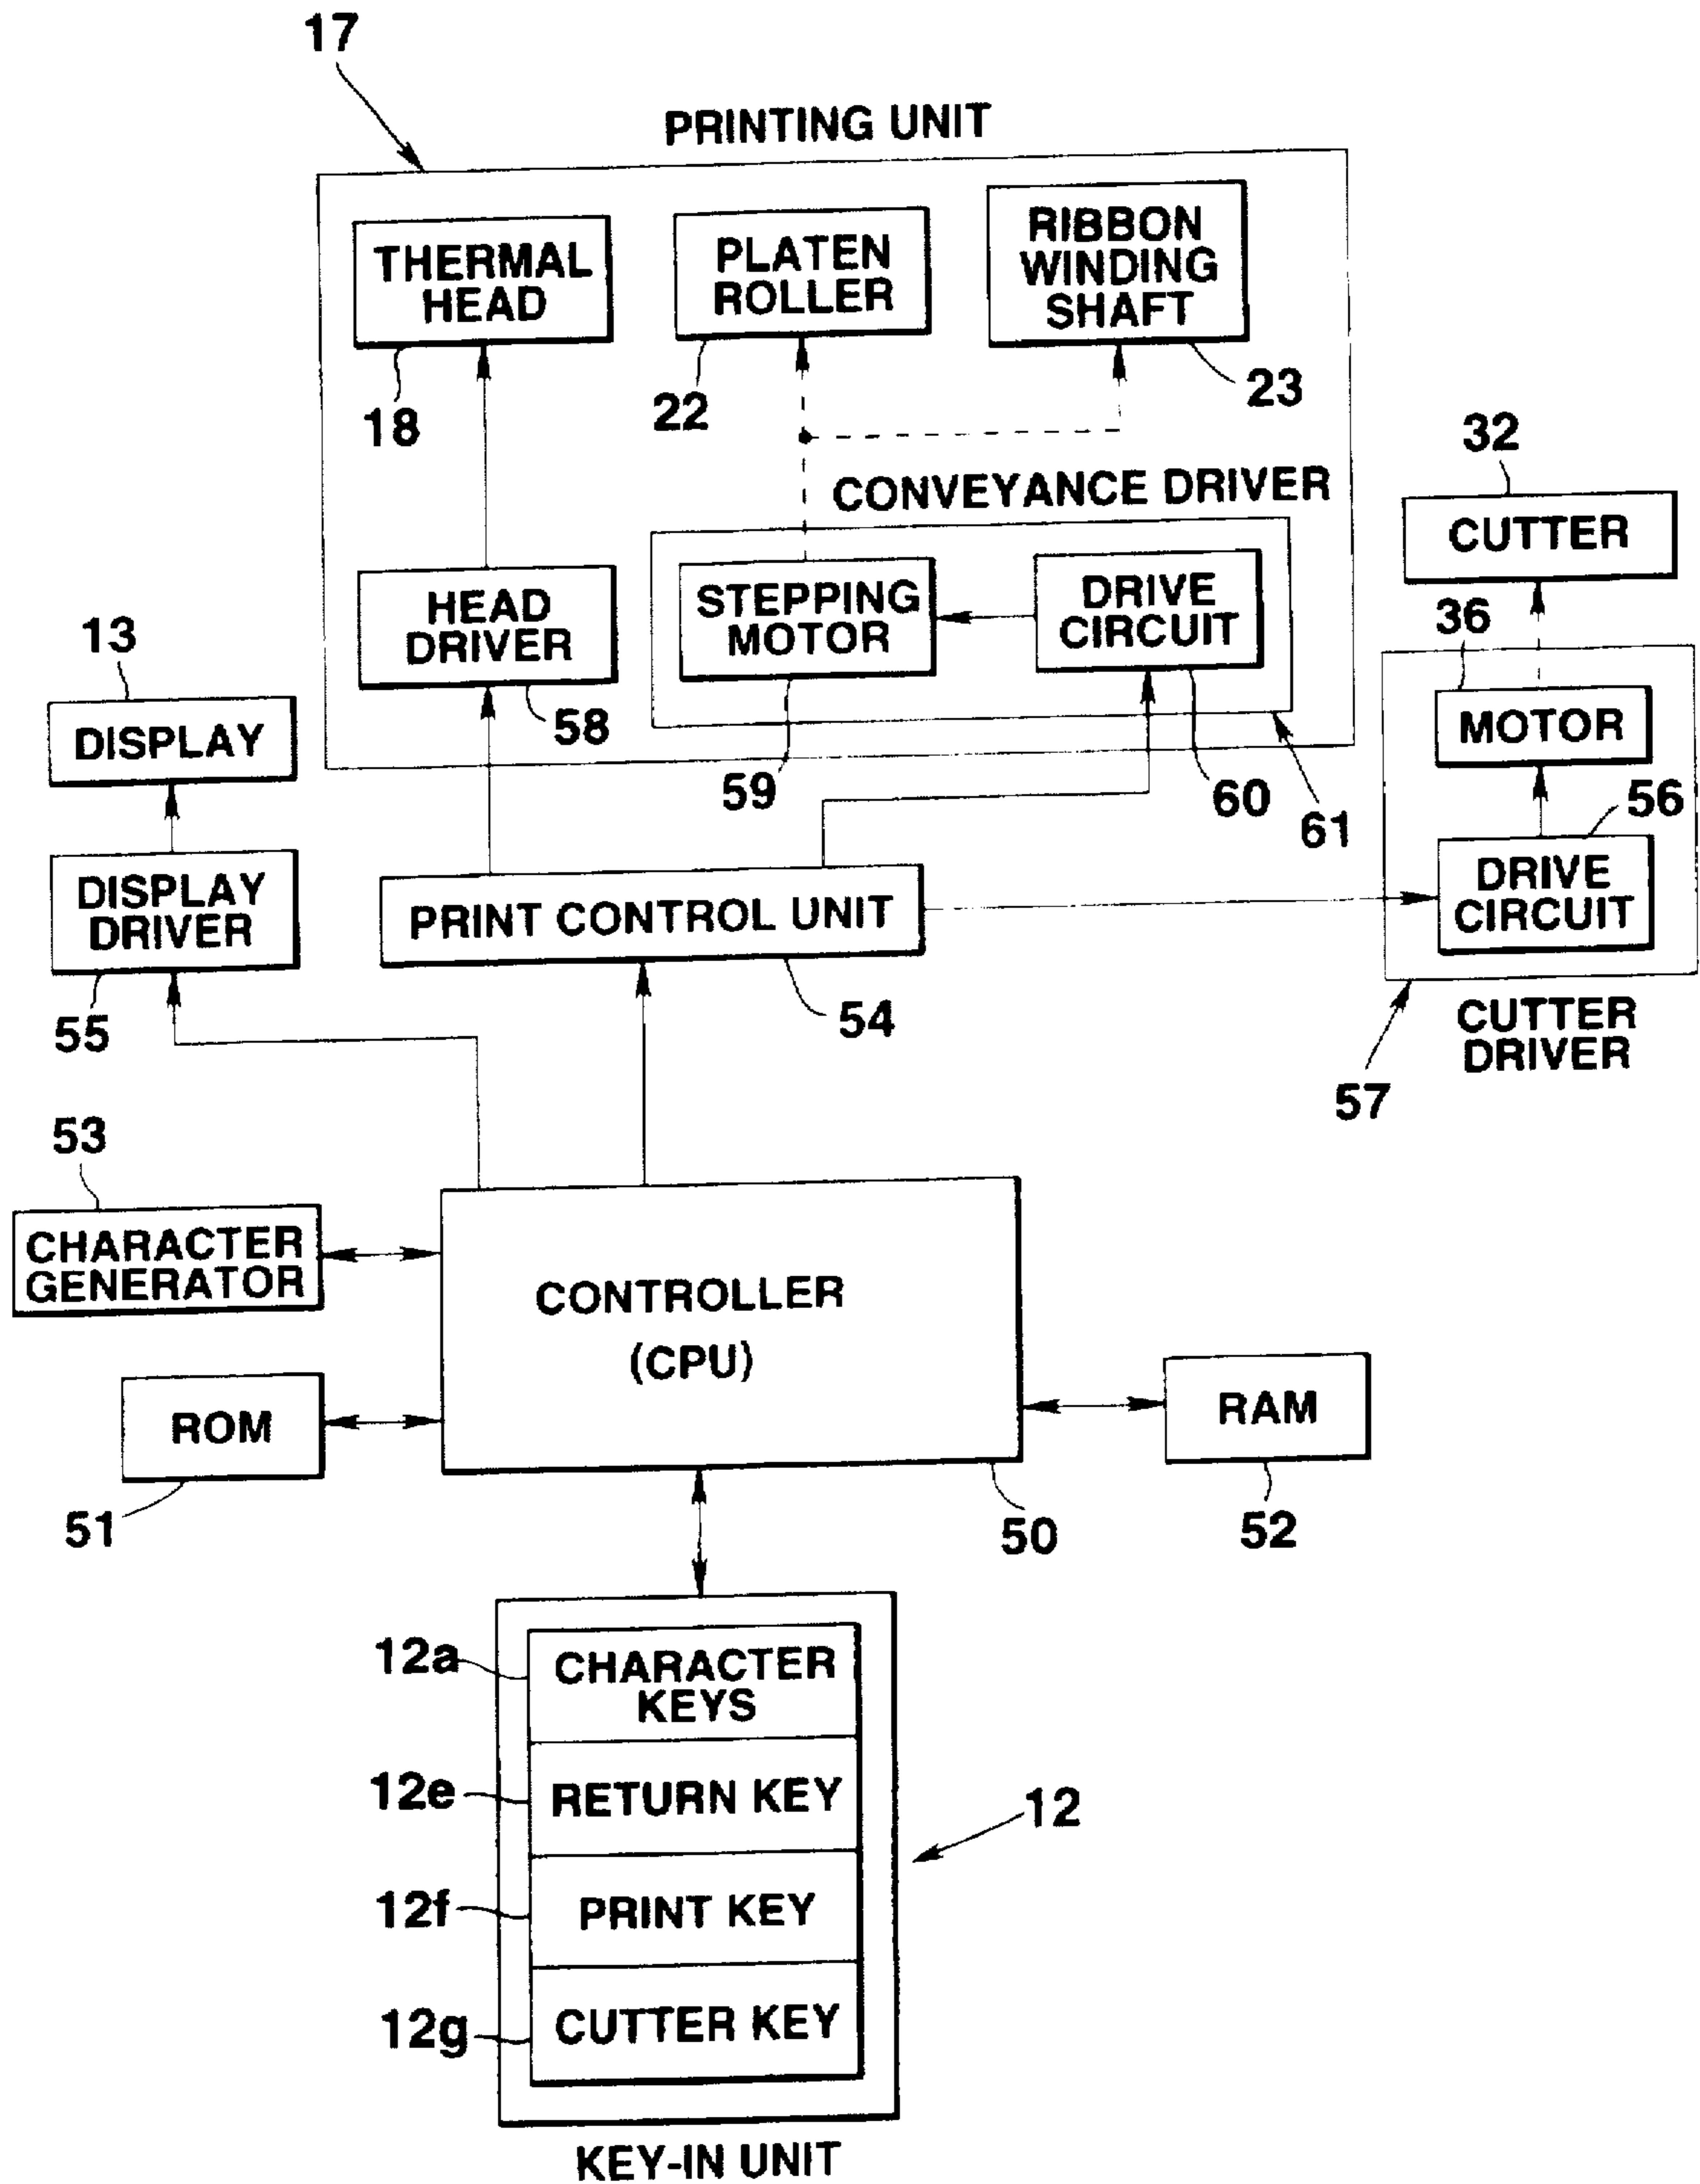 17
PRINTING UNIT
THERMAL
HEAD
PLATEN
ROLLER
RIBBON
WINDING
SHAFT
18
22
23
32
CONVEYANCE DRIVER
CUTTER
HEAD
DRIVER
STEPPING
MOTOR
DRIVE
CIRCUIT
36
13
58
MOTOR
DISPLAY
59
60
61
56
DISPLAY
DRIVER
PRINT CONTROL UNIT
DRIVE
CIRCUIT
55
54
CUTTER
DRIVER
57
53
CHARACTER
GENERATOR
CONTROLLER
(CPU)
ROM
RAM
51
50
52
12a
CHARACTER
KEYS
12e
RETURN KEY
12
12f
PRINT KEY
12g
CUTTER KEY
KEY-IN UNIT